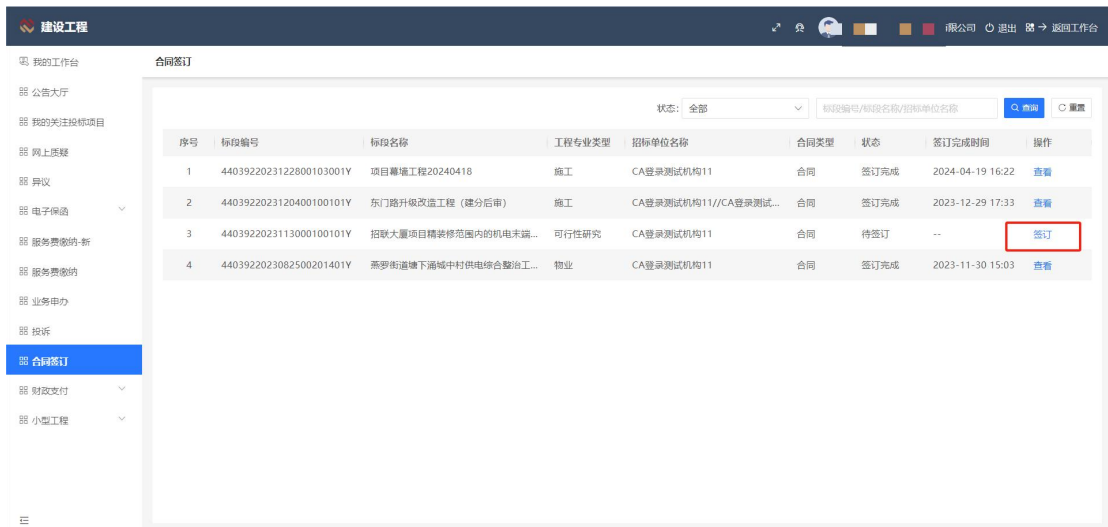 建设工程
限公司 退出 返回工作台
我的工作台
合同签订
公告大厅
状态: 全部 标段编号/标段名称/招标单位名称 查询 重置
我的关注投标项目
序号 标段编号 标段名称 工程专业类型 招标单位名称 合同类型 状态 签订完成时间 操作
网上质疑
1 4403922023122800103001Y 项目幕墙工程20240418 施工 CA登录测试机构11 合同 签订完成 2024-04-19 16:22 查看
异议
2 4403922023120400100101Y 东门路升级改造工程（建分后审） 施工 CA登录测试机构11//CA登录测试... 合同 签订完成 2023-12-29 17:33 查看
电子保函
3 4403922023113000100101Y 招联大厦项目精装修范围内的机电末端... 可行性研究 CA登录测试机构11 合同 待签订 -- 签订
服务费缴纳-新
4 4403922023082500201401Y 燕罗街道塘下涌城中村供电综合整治工... 物业 CA登录测试机构11 合同 签订完成 2023-11-30 15:03 查看
服务费缴纳
业务申办
投诉
合同签订
财政支付
小型工程